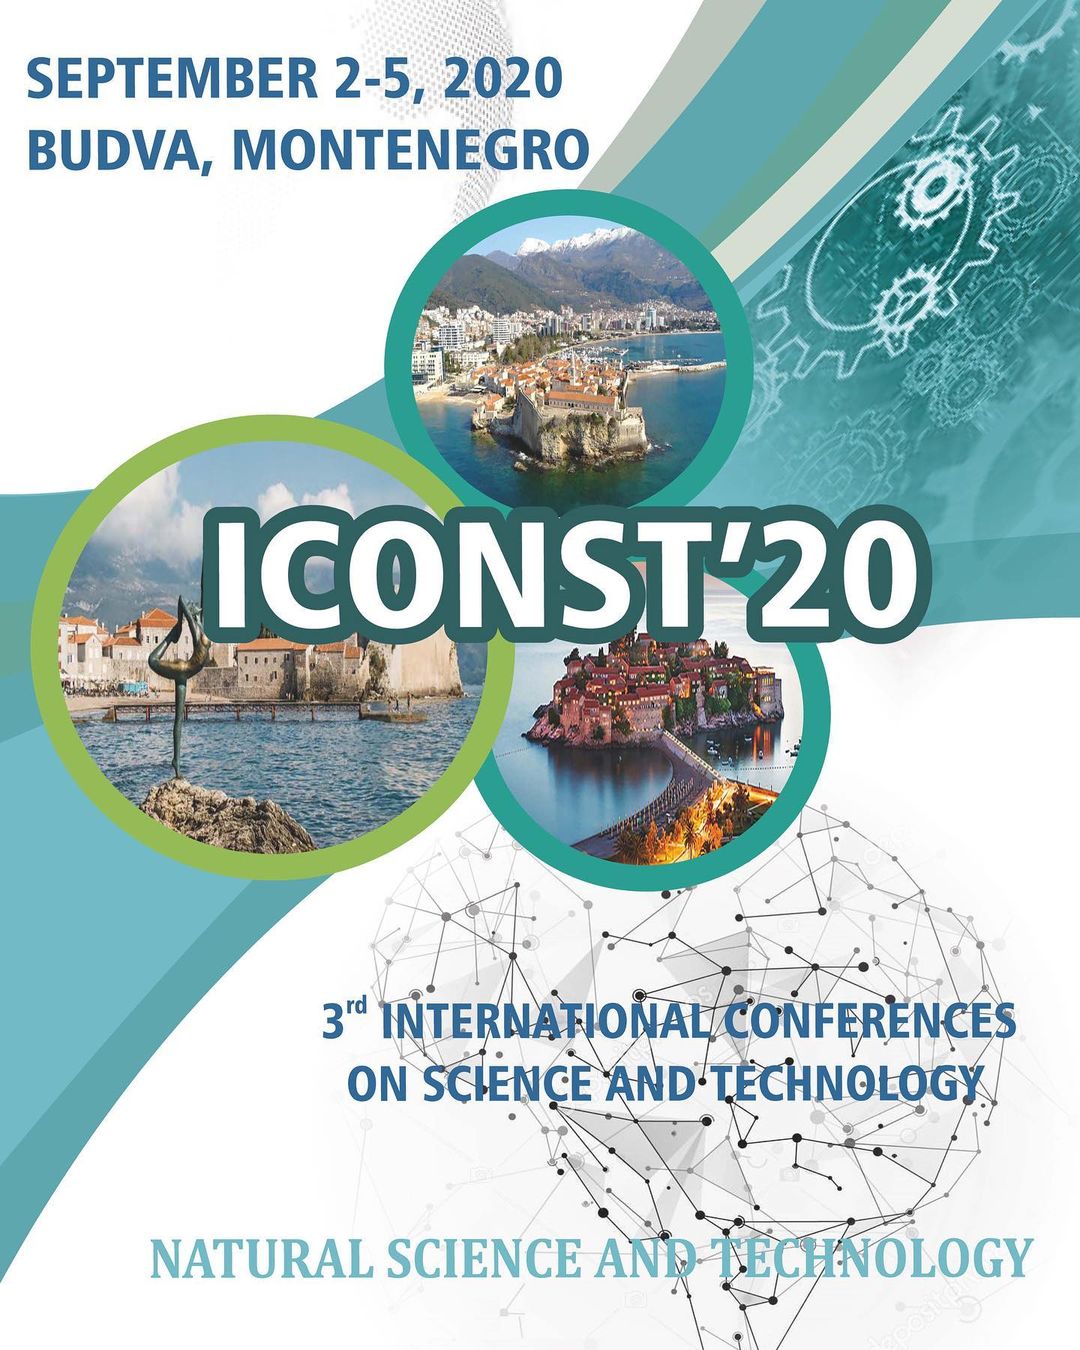 SEPTEMBER 2-5, 2020
BUDVA, MONTENEGRO
ICONST'20
3rd INTERNATIONAL CONFERENCES
ON SCIENCE AND TECHNOLOGY
NATURAL SCIENCE AND TECHNOLOGY